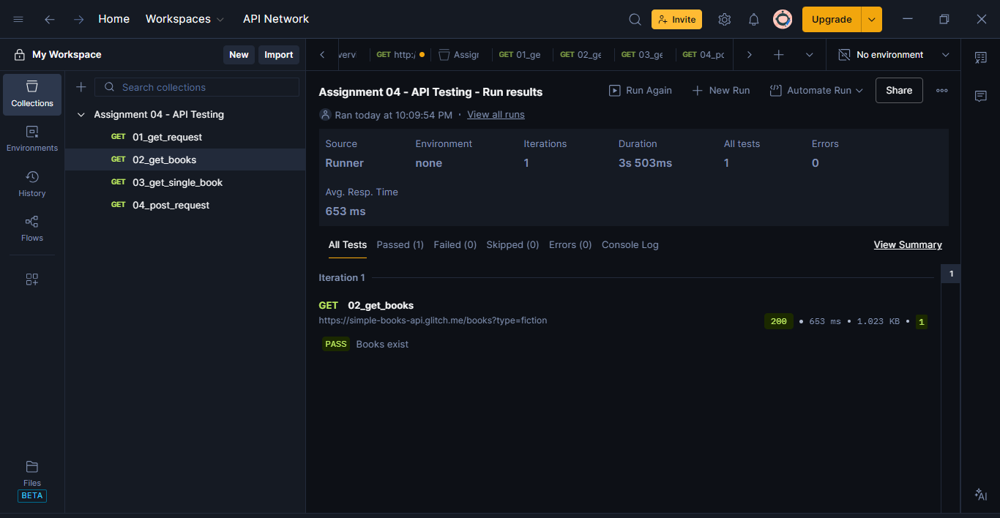 Home Workspaces API Network Invite Upgrade
My Workspace New Import
verv GET http:/ Assigr GET 01_ge GET 02_ge GET 03_ge GET 04_pc No environment
Collections
Environments
History
Flows
Files
BETA
Search collections
Assignment 04 - API Testing
GET 01_get_request
GET 02_get_books
GET 03_get_single_book
GET 04_post_request
Assignment 04 - API Testing - Run results Run Again New Run Automate Run Share
Ran today at 10:09:54 PM · View all runs
Source Environment Iterations Duration All tests Errors
Runner none 1 3s 503ms 1 0
Avg. Resp. Time
653 ms
All Tests Passed (1) Failed (0) Skipped (0) Errors (0) Console Log View Summary
Iteration 1 1
GET 02_get_books
https://simple-books-api.glitch.me/books?type=fiction
200 • 653 ms • 1.023 KB • 1
PASS Books exist
AI